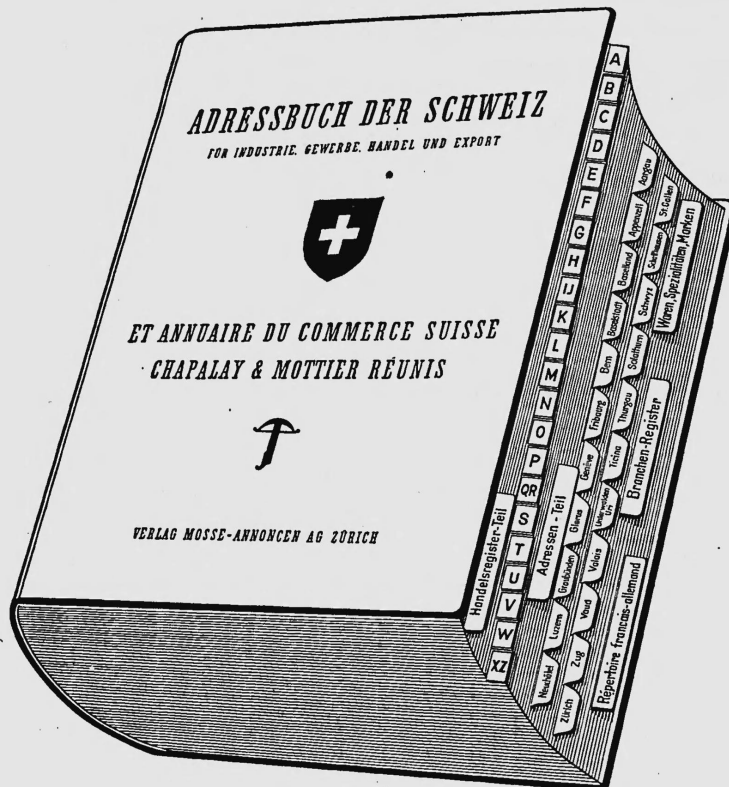 ADRESSBUCH DER SCHWEIZ
FÜR INDUSTRIE, GEWERBE, HANDEL UND EXPORT
ET ANNUAIRE DU COMMERCE SUISSE
CHAPALAY & MOTTIER RÉUNIS
VERLAG MOSSE-ANNONCEN AG ZÜRICH
Handelsregister-Teil
A
B
C
D
E
F
G
H
IJ
K
L
M
N
O
P
QR
S
T
U
V
W
XZ
Adressen-Teil
Aargau
Appenzell
Baselland
Baselstadt
Bern
Fribourg
Genève
Glarus
Graubünden
Luzern
Neuchâtel
St.Gallen
Schaffhausen
Schwyz
Solothurn
Thurgau
Ticino
Unterwalden
Uri
Valais
Vaud
Zug
Zürich
Waren, Spezialitäten, Marken
Branchen-Register
Répertoire francais-allemand